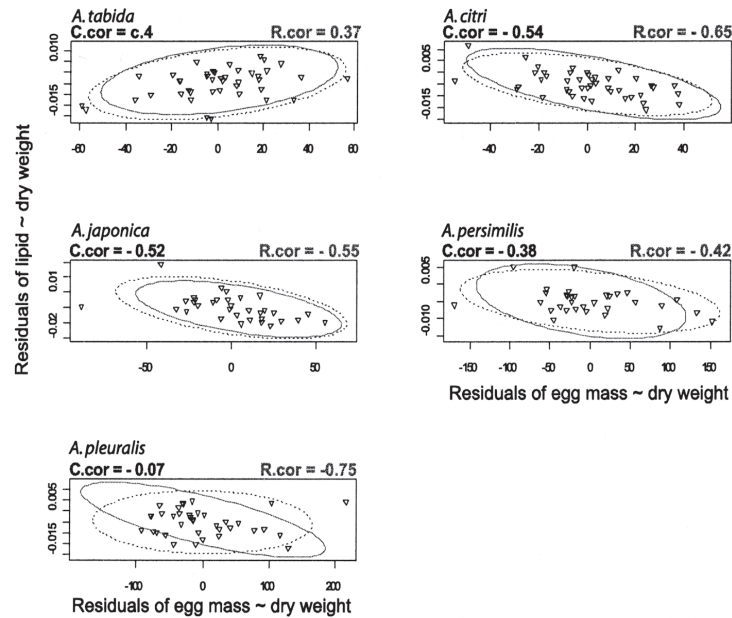 A. tabida
C.cor = c.4 R.cor = 0.37
0.010
-0.015
-60 -40 -20 0 20 40 60
A. citri
C.cor = - 0.54 R.cor = - 0.65
0.005
-0.015
-40 -20 0 20 40
Residuals of lipid ~ dry weight
A. japonica
C.cor = - 0.52 R.cor = - 0.55
0.01
-0.02
-50 0 50
A. persimilis
C.cor = - 0.38 R.cor = - 0.42
0.005
-0.010
-150 -100 -50 0 50 100 150
Residuals of egg mass ~ dry weight
A. pleuralis
C.cor = - 0.07 R.cor = -0.75
0.005
-0.015
-100 0 100 200
Residuals of egg mass ~ dry weight